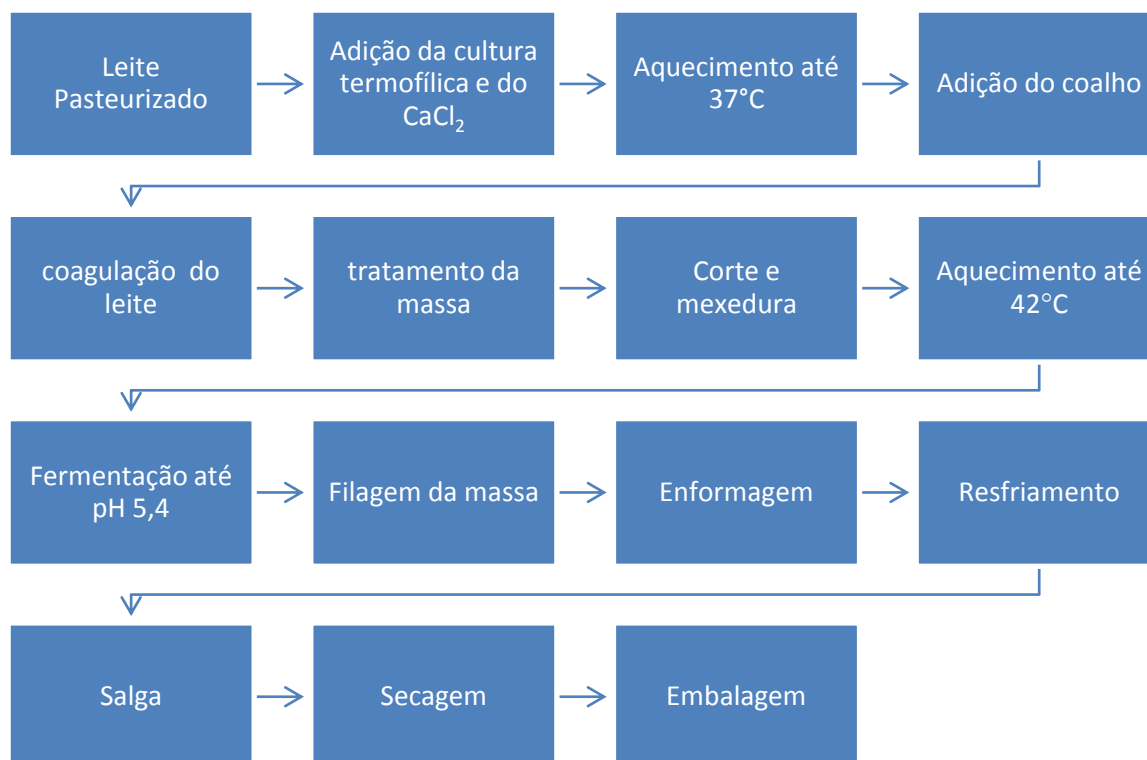 Leite
Pasteurizado
Adição da cultura
termofílica e do
CaCl₂
Aquecimento até
37°C
Adição do coalho
coagulação do
leite
tratamento da
massa
Corte e
mexedura
Aquecimento até
42°C
Fermentação até
pH 5,4
Filagem da massa
Enformagem
Resfriamento
Salga
Secagem
Embalagem